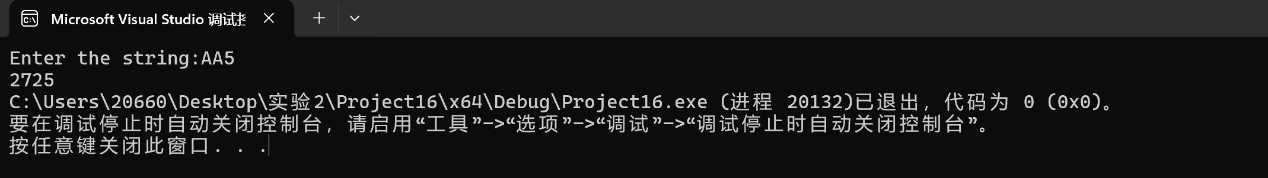 Microsoft Visual Studio 调试控
Enter the string:AA5
2725
C:\Users\20660\Desktop\实验2\Project16\x64\Debug\Project16.exe (进程 20132)已退出，代码为 0 (0x0)。
要在调试停止时自动关闭控制台，请启用“工具”->“选项”->“调试”->“调试停止时自动关闭控制台”。
按任意键关闭此窗口. . .